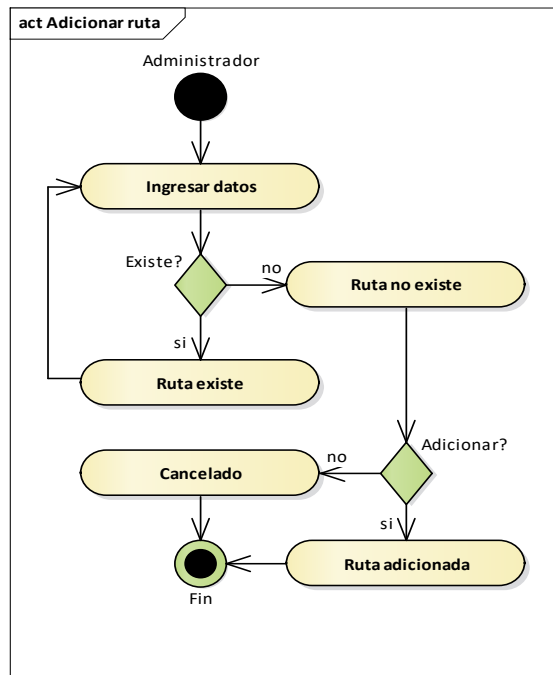 act Adicionar ruta
Administrador
Ingresar datos
Existe?
no
Ruta no existe
si
Ruta existe
Adicionar?
no
Cancelado
si
Ruta adicionada
Fin